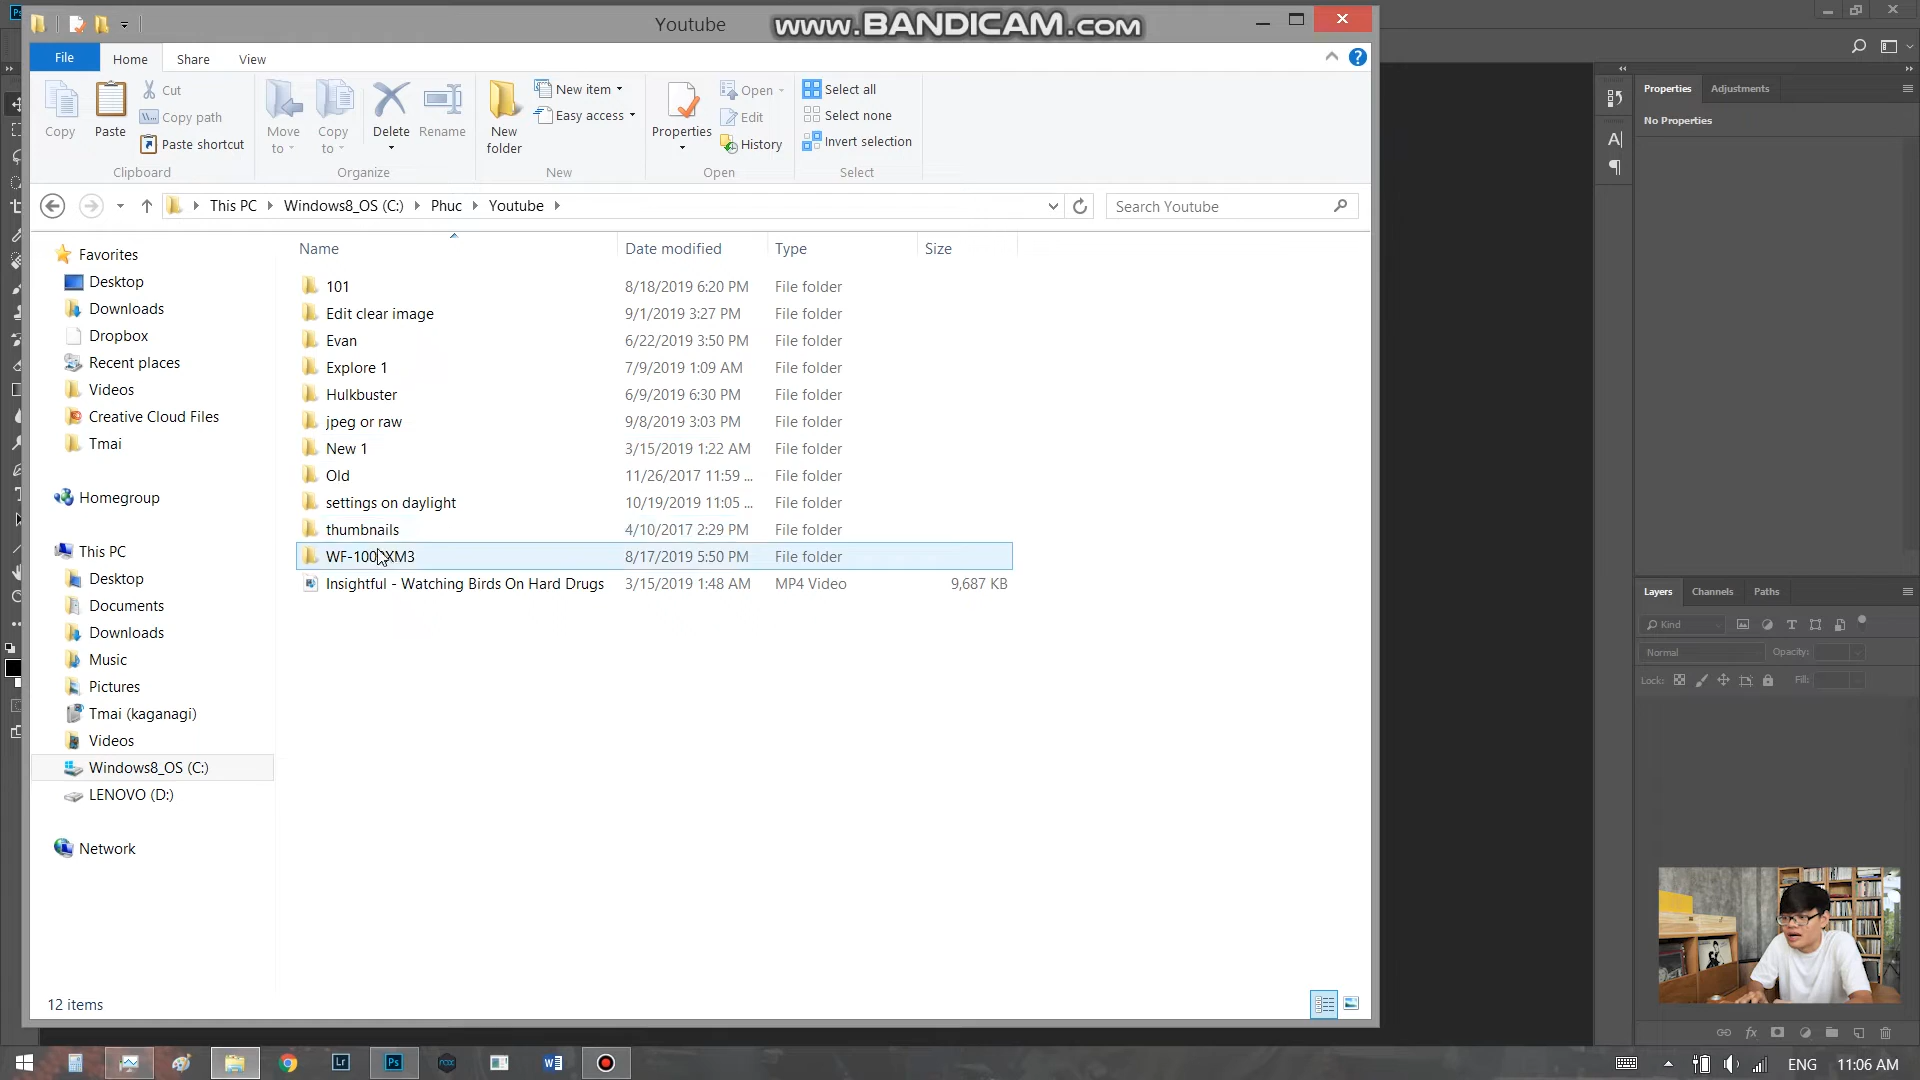 Youtube
www.BANDICAM.com
File Home Share View
Copy
Paste
Cut
Copy path
Paste shortcut
Clipboard
Move to
Copy to
Delete
Rename
Organize
New folder
New item
Easy access
New
Properties
Open
Edit
History
Open
Select all
Select none
Invert selection
Select
This PC Windows8_OS (C:) Phuc Youtube
Search Youtube
Favorites
Desktop
Downloads
Dropbox
Recent places
Videos
Creative Cloud Files
Tmai
Homegroup
This PC
Desktop
Documents
Downloads
Music
Pictures
Tmai (kaganagi)
Videos
Windows8_OS (C:)
LENOVO (D:)
Network
Name Date modified Type Size
101 8/18/2019 6:20 PM File folder
Edit clear image 9/1/2019 3:27 PM File folder
Evan 6/22/2019 3:50 PM File folder
Explore 1 7/9/2019 1:09 AM File folder
Hulkbuster 6/9/2019 6:30 PM File folder
jpeg or raw 9/8/2019 3:03 PM File folder
New 1 3/15/2019 1:22 AM File folder
Old 11/26/2017 11:59 ... File folder
settings on daylight 10/19/2019 11:05 ... File folder
thumbnails 4/10/2017 2:29 PM File folder
8/17/2019 5:50 PM File folder
Insightful - Watching Birds On Hard Drugs 3/15/2019 1:48 AM MP4 Video 9,687 KB
12 items
Properties Adjustments
No Properties
Layers Channels Paths
Kind
Normal Opacity:
Lock: Fill:
Lr
Ps
ENG 11:06 AM